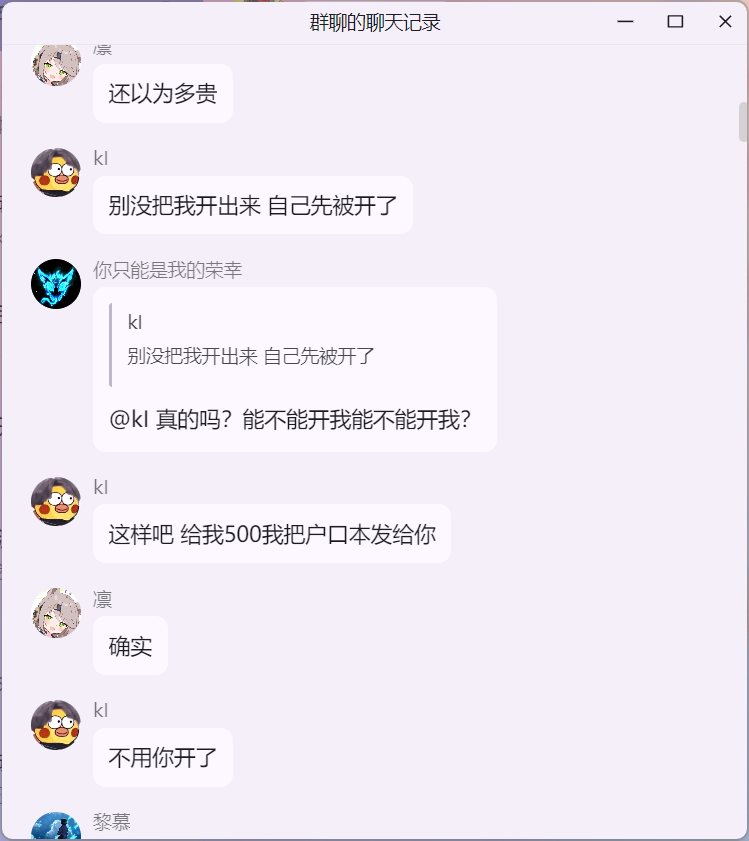 群聊的聊天记录
凛
还以为多贵
kl
别没把我开出来 自己先被开了
你只能是我的荣幸
kl
别没把我开出来 自己先被开了
@kl 真的吗？能不能开我能不能开我？
kl
这样吧 给我500我把户口本发给你
凛
确实
kl
不用你开了
黎慕